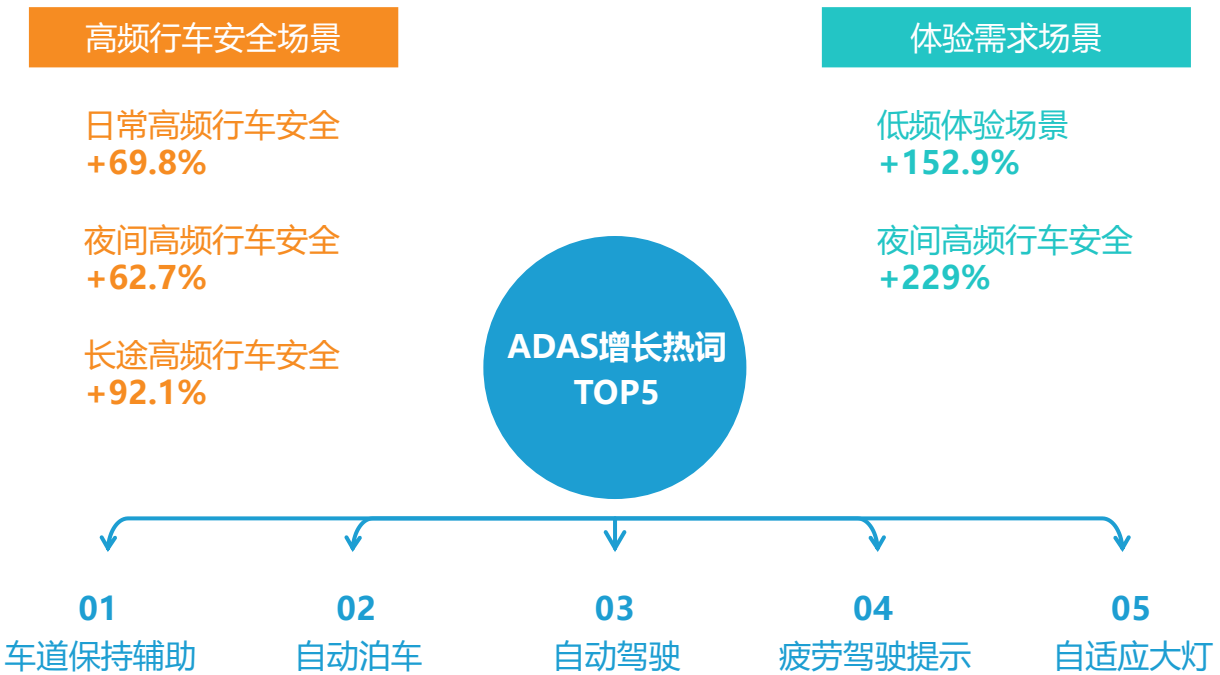 高频行车安全场景
日常高频行车安全
+69.8%
夜间高频行车安全
+62.7%
长途高频行车安全
+92.1%
体验需求场景
低频体验场景
+152.9%
夜间高频行车安全
+229%
ADAS增长热词
TOP5
01
车道保持辅助
02
自动泊车
03
自动驾驶
04
疲劳驾驶提示
05
自适应大灯